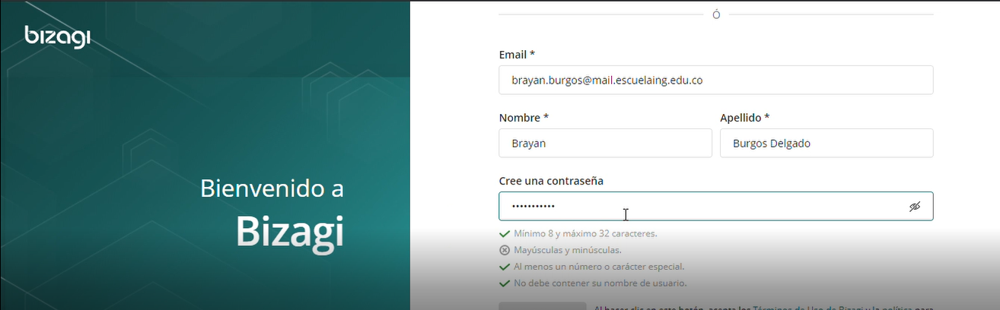 bizagi
Ó
Email *
brayan.burgos@mail.escuelaing.edu.co
Nombre * Apellido *
Brayan Burgos Delgado
Cree una contraseña
•••••••••••
Mínimo 8 y máximo 32 caracteres.
Mayúsculas y minúsculas.
Al menos un número o carácter especial.
No debe contener su nombre de usuario.
Al hacer clic en este botón, acepta los Términos de Uso de Bizagi y la política para
Bienvenido a
Bizagi